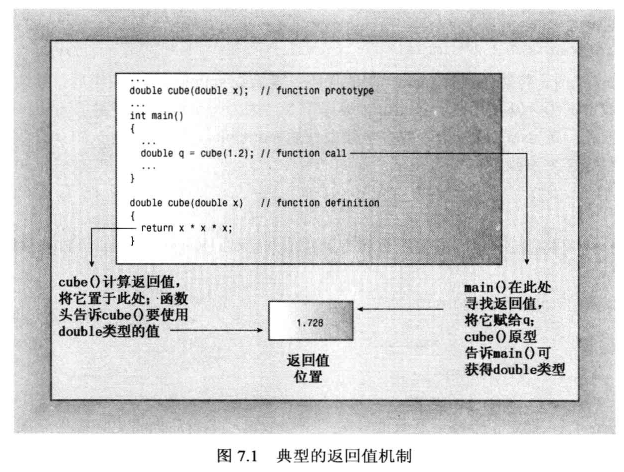 ...
double cube(double x);  // function prototype
...
int main()
{
  ...
  double q = cube(1.2); // function call
  ...
}
double cube(double x)   // function definition
{
  return x * x * x;
}
cube()计算返回值，
将它置于此处；函数
头告诉cube()要使用
double类型的值
1.728
返回值
位置
main()在此处
寻找返回值，
将它赋给q；
cube()原型
告诉main()可
获得double类型
图 7.1 典型的返回值机制